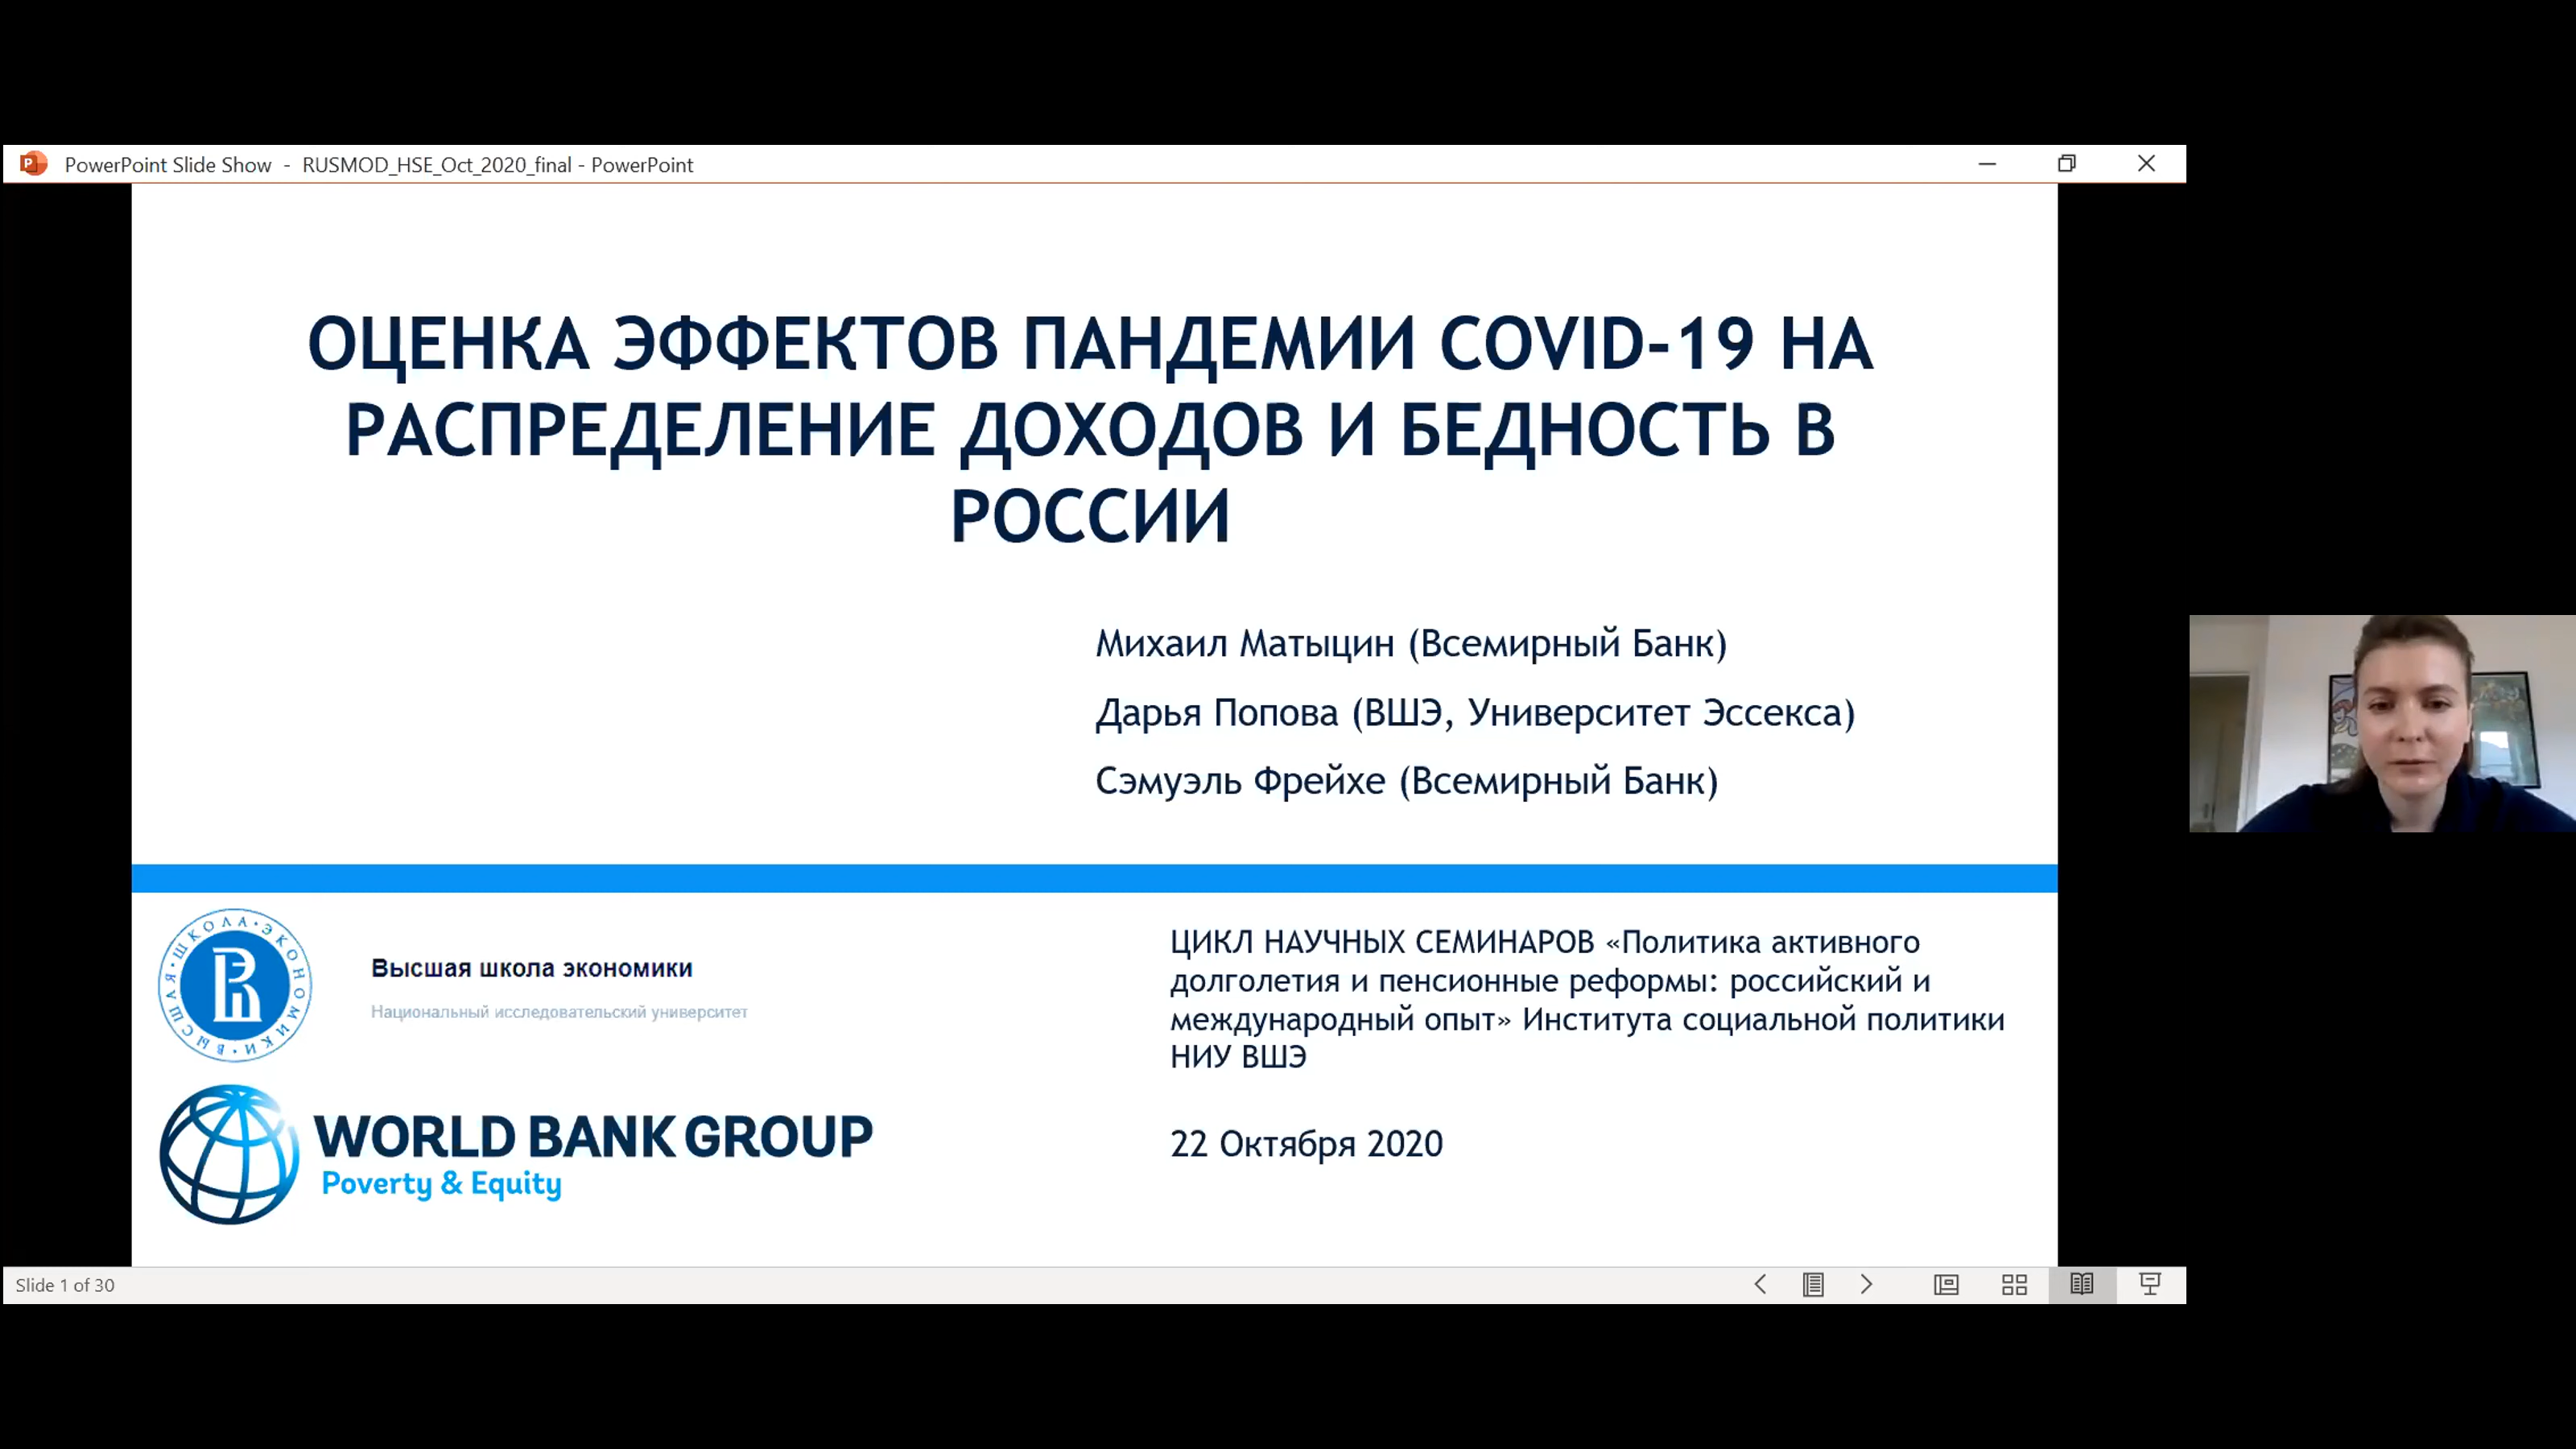 PowerPoint Slide Show - RUSMOD_HSE_Oct_2020_final - PowerPoint
ОЦЕНКА ЭФФЕКТОВ ПАНДЕМИИ COVID-19 НА
РАСПРЕДЕЛЕНИЕ ДОХОДОВ И БЕДНОСТЬ В
РОССИИ
Михаил Матыцин (Всемирный Банк)
Дарья Попова (ВШЭ, Университет Эссекса)
Сэмуэль Фрейхе (Всемирный Банк)
ВЫСШАЯ • ШКОЛА • ЭКОНОМИКИ •
Высшая школа экономики
Национальный исследовательский университет
ЦИКЛ НАУЧНЫХ СЕМИНАРОВ «Политика активного
долголетия и пенсионные реформы: российский и
международный опыт» Института социальной политики
НИУ ВШЭ
WORLD BANK GROUP
Poverty & Equity
22 Октября 2020
Slide 1 of 30